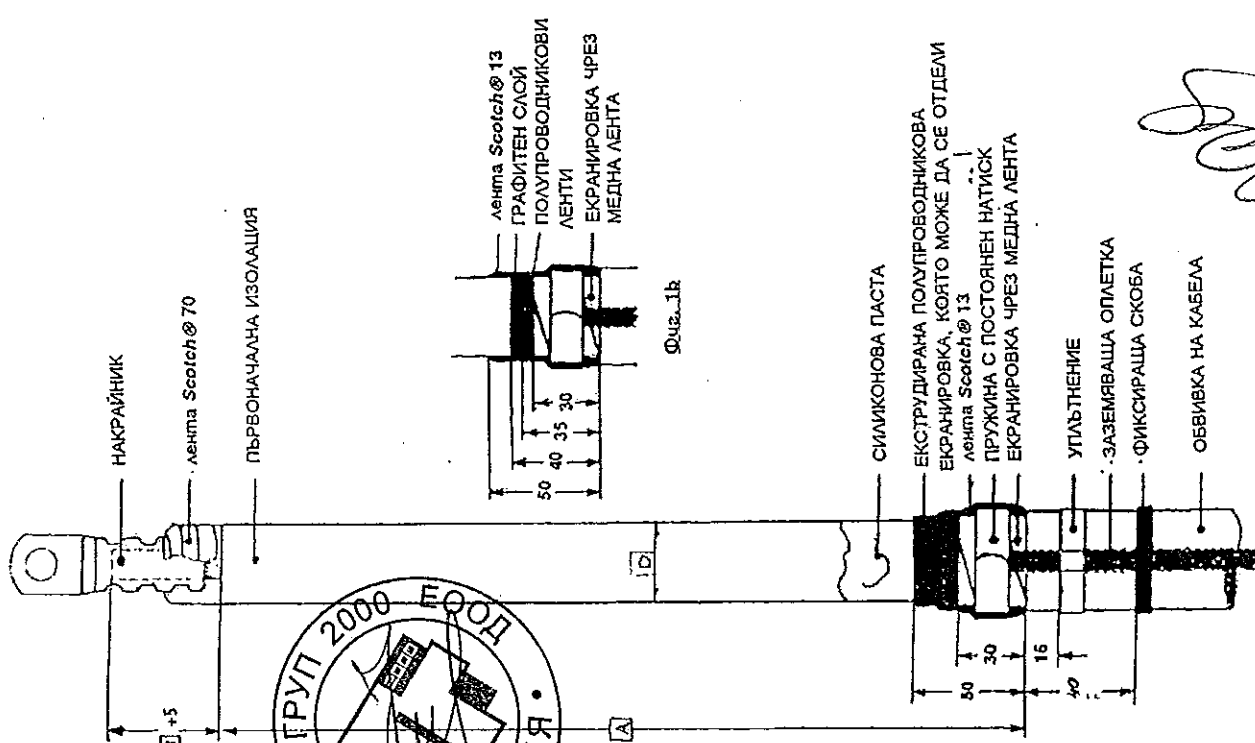 НАКРАЙНИК
лента Scotch® 70
ПЪРВОНАЧАЛНА ИЗОЛАЦИЯ
+5
A
D
ГРУП 2000 ЕООД
лента Scotch® 13
ГРАФИТЕН СЛОЙ
ПОЛУПРОВОДНИКОВИ
ЛЕНТИ
ЕКРАНИРОВКА ЧРЕЗ
МЕДНА ЛЕНТА
50
40
35
30
Фиг.1b
СИЛИКОНОВА ПАСТА
ЕКСТРУДИРАНА ПОЛУПРОВОДНИКОВА
ЕКРАНИРОВКА, КОЯТО МОЖЕ ДА СЕ ОТДЕЛИ
лента Scotch® 13
ПРУЖИНА С ПОСТОЯНЕН НАТИСК
ЕКРАНИРОВКА ЧРЕЗ МЕДНА ЛЕНТА
УПЛЪТНЕНИЕ
ЗАЗЕМЯВАЩА ОПЛЕТКА
ФИКСИРАЩА СКОБА
ОБВИВКА НА КАБЕЛА
50
30
16
40